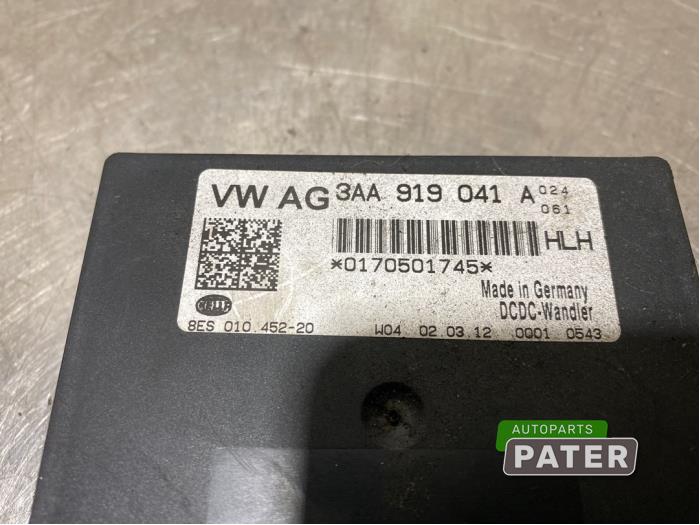 VW AG 3AA 919 041 A 024
061
HLH
*0170501745*
Made in Germany
DCDC-Wandler
HELLA
8ES 010.452-20 W04 02.03.12 0001 0543
AUTOPARTS
PATER